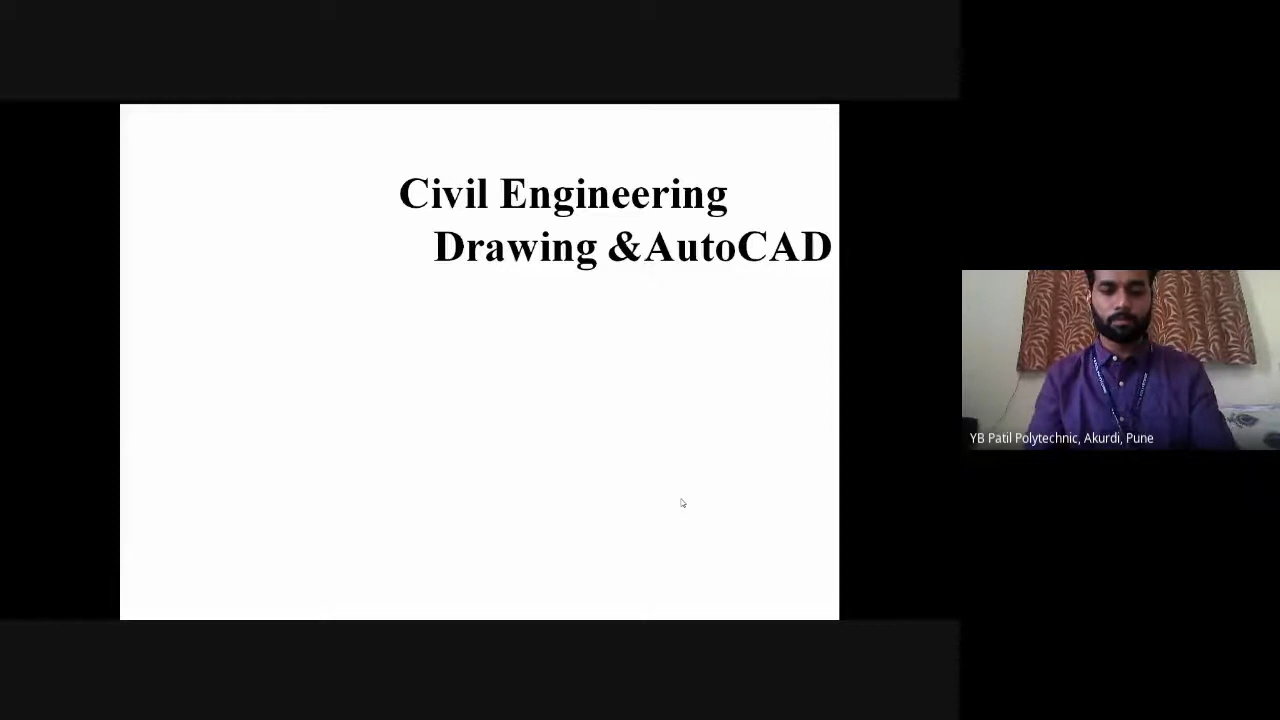 Civil Engineering
Drawing &AutoCAD
YB Patil Polytechnic, Akurdi, Pune